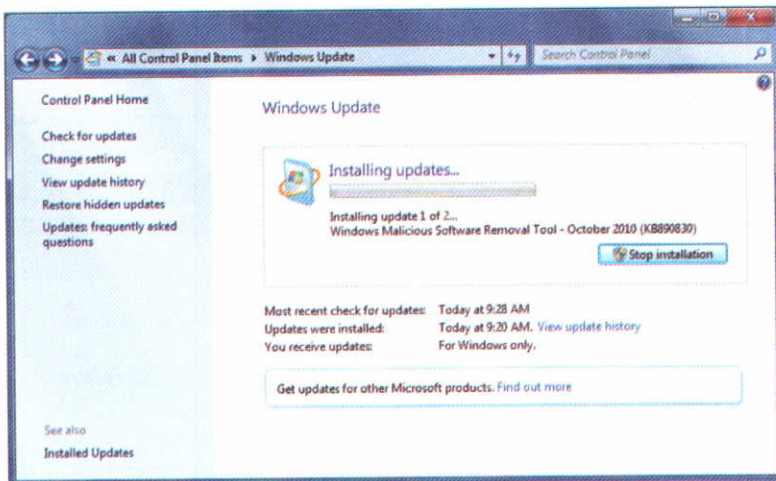 « All Control Panel Items ▸ Windows Update
Search Control Panel
Control Panel Home
Check for updates
Change settings
View update history
Restore hidden updates
Updates: frequently asked
questions
See also
Installed Updates
Windows Update
Installing updates...
Installing update 1 of 2...
Windows Malicious Software Removal Tool - October 2010 (KB890830)
Stop installation
Most recent check for updates: Today at 9:28 AM
Updates were installed: Today at 9:20 AM. View update history
You receive updates: For Windows only.
Get updates for other Microsoft products. Find out more